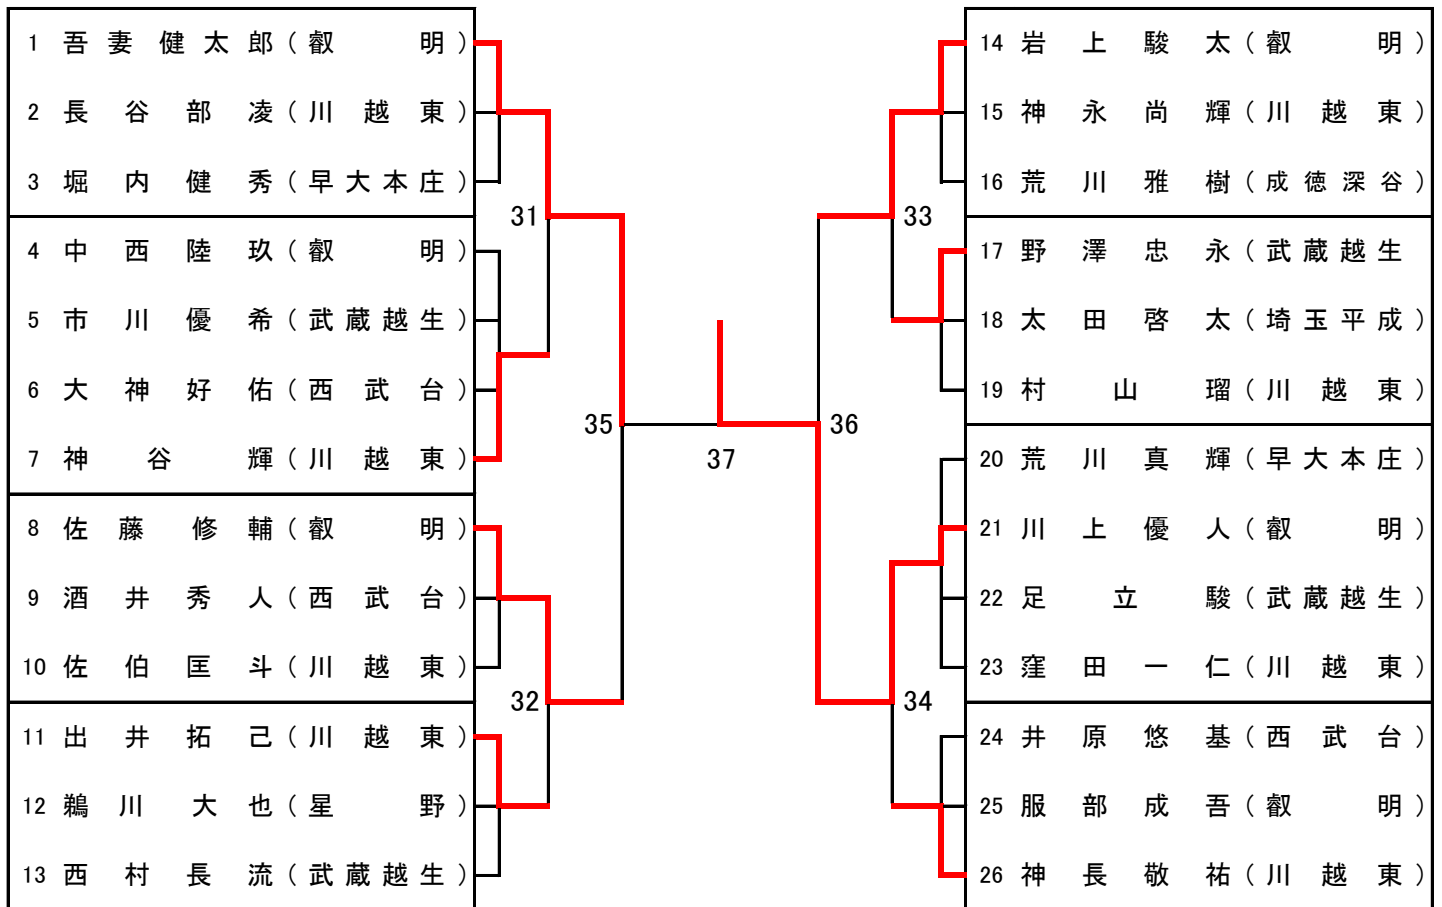 1 吾妻健太郎(叡明)
2 長谷部凌(川越東)
3 堀内健秀(早大本庄)
4 中西陸玖(叡明)
5 市川優希(武蔵越生)
6 大神好佑(西武台)
7 神谷輝(川越東)
8 佐藤修輔(叡明)
9 酒井秀人(西武台)
10 佐伯匡斗(川越東)
11 出井拓己(川越東)
12 鵜川大也(星野)
13 西村長流(武蔵越生)
31
32
35
37
36
33
34
14 岩上駿太(叡明)
15 神永尚輝(川越東)
16 荒川雅樹(成徳深谷)
17 野澤忠永(武蔵越生
18 太田啓太(埼玉平成)
19 村山瑠(川越東)
20 荒川真輝(早大本庄)
21 川上優人(叡明)
22 足立駿(武蔵越生)
23 窪田一仁(川越東)
24 井原悠基(西武台)
25 服部成吾(叡明)
26 神長敬祐(川越東)